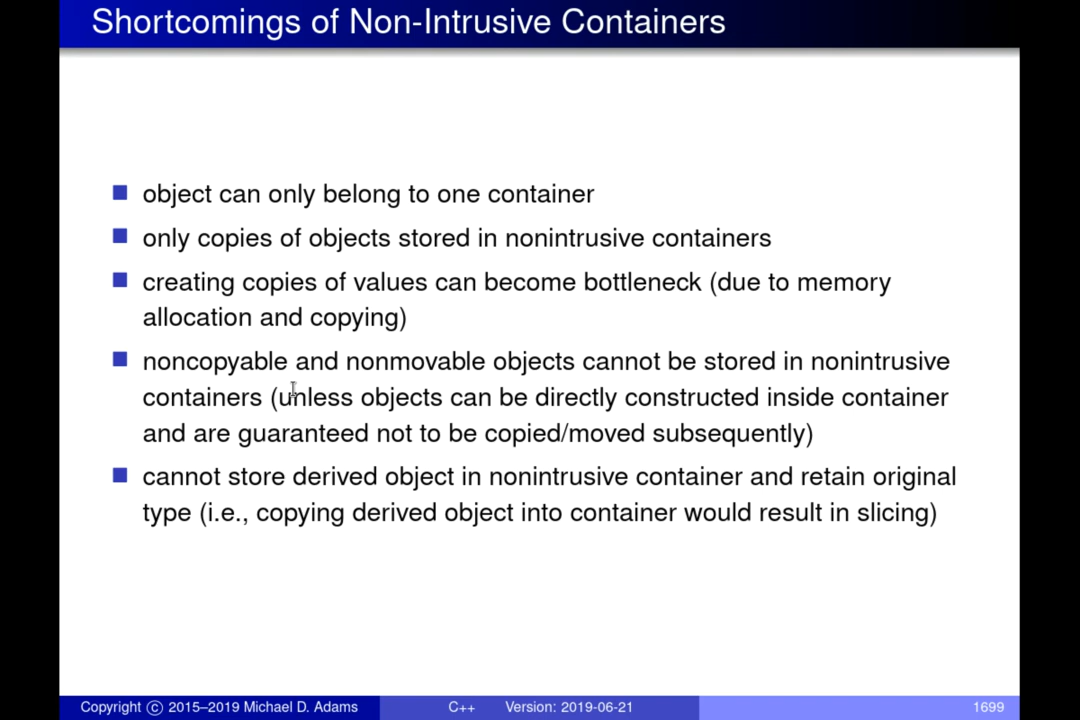 Shortcomings of Non-Intrusive Containers
object can only belong to one container
only copies of objects stored in nonintrusive containers
creating copies of values can become bottleneck (due to memory
allocation and copying)
noncopyable and nonmovable objects cannot be stored in nonintrusive
containers (unless objects can be directly constructed inside container
and are guaranteed not to be copied/moved subsequently)
cannot store derived object in nonintrusive container and retain original
type (i.e., copying derived object into container would result in slicing)
Copyright © 2015–2019 Michael D. Adams C++ Version: 2019-06-21 1699